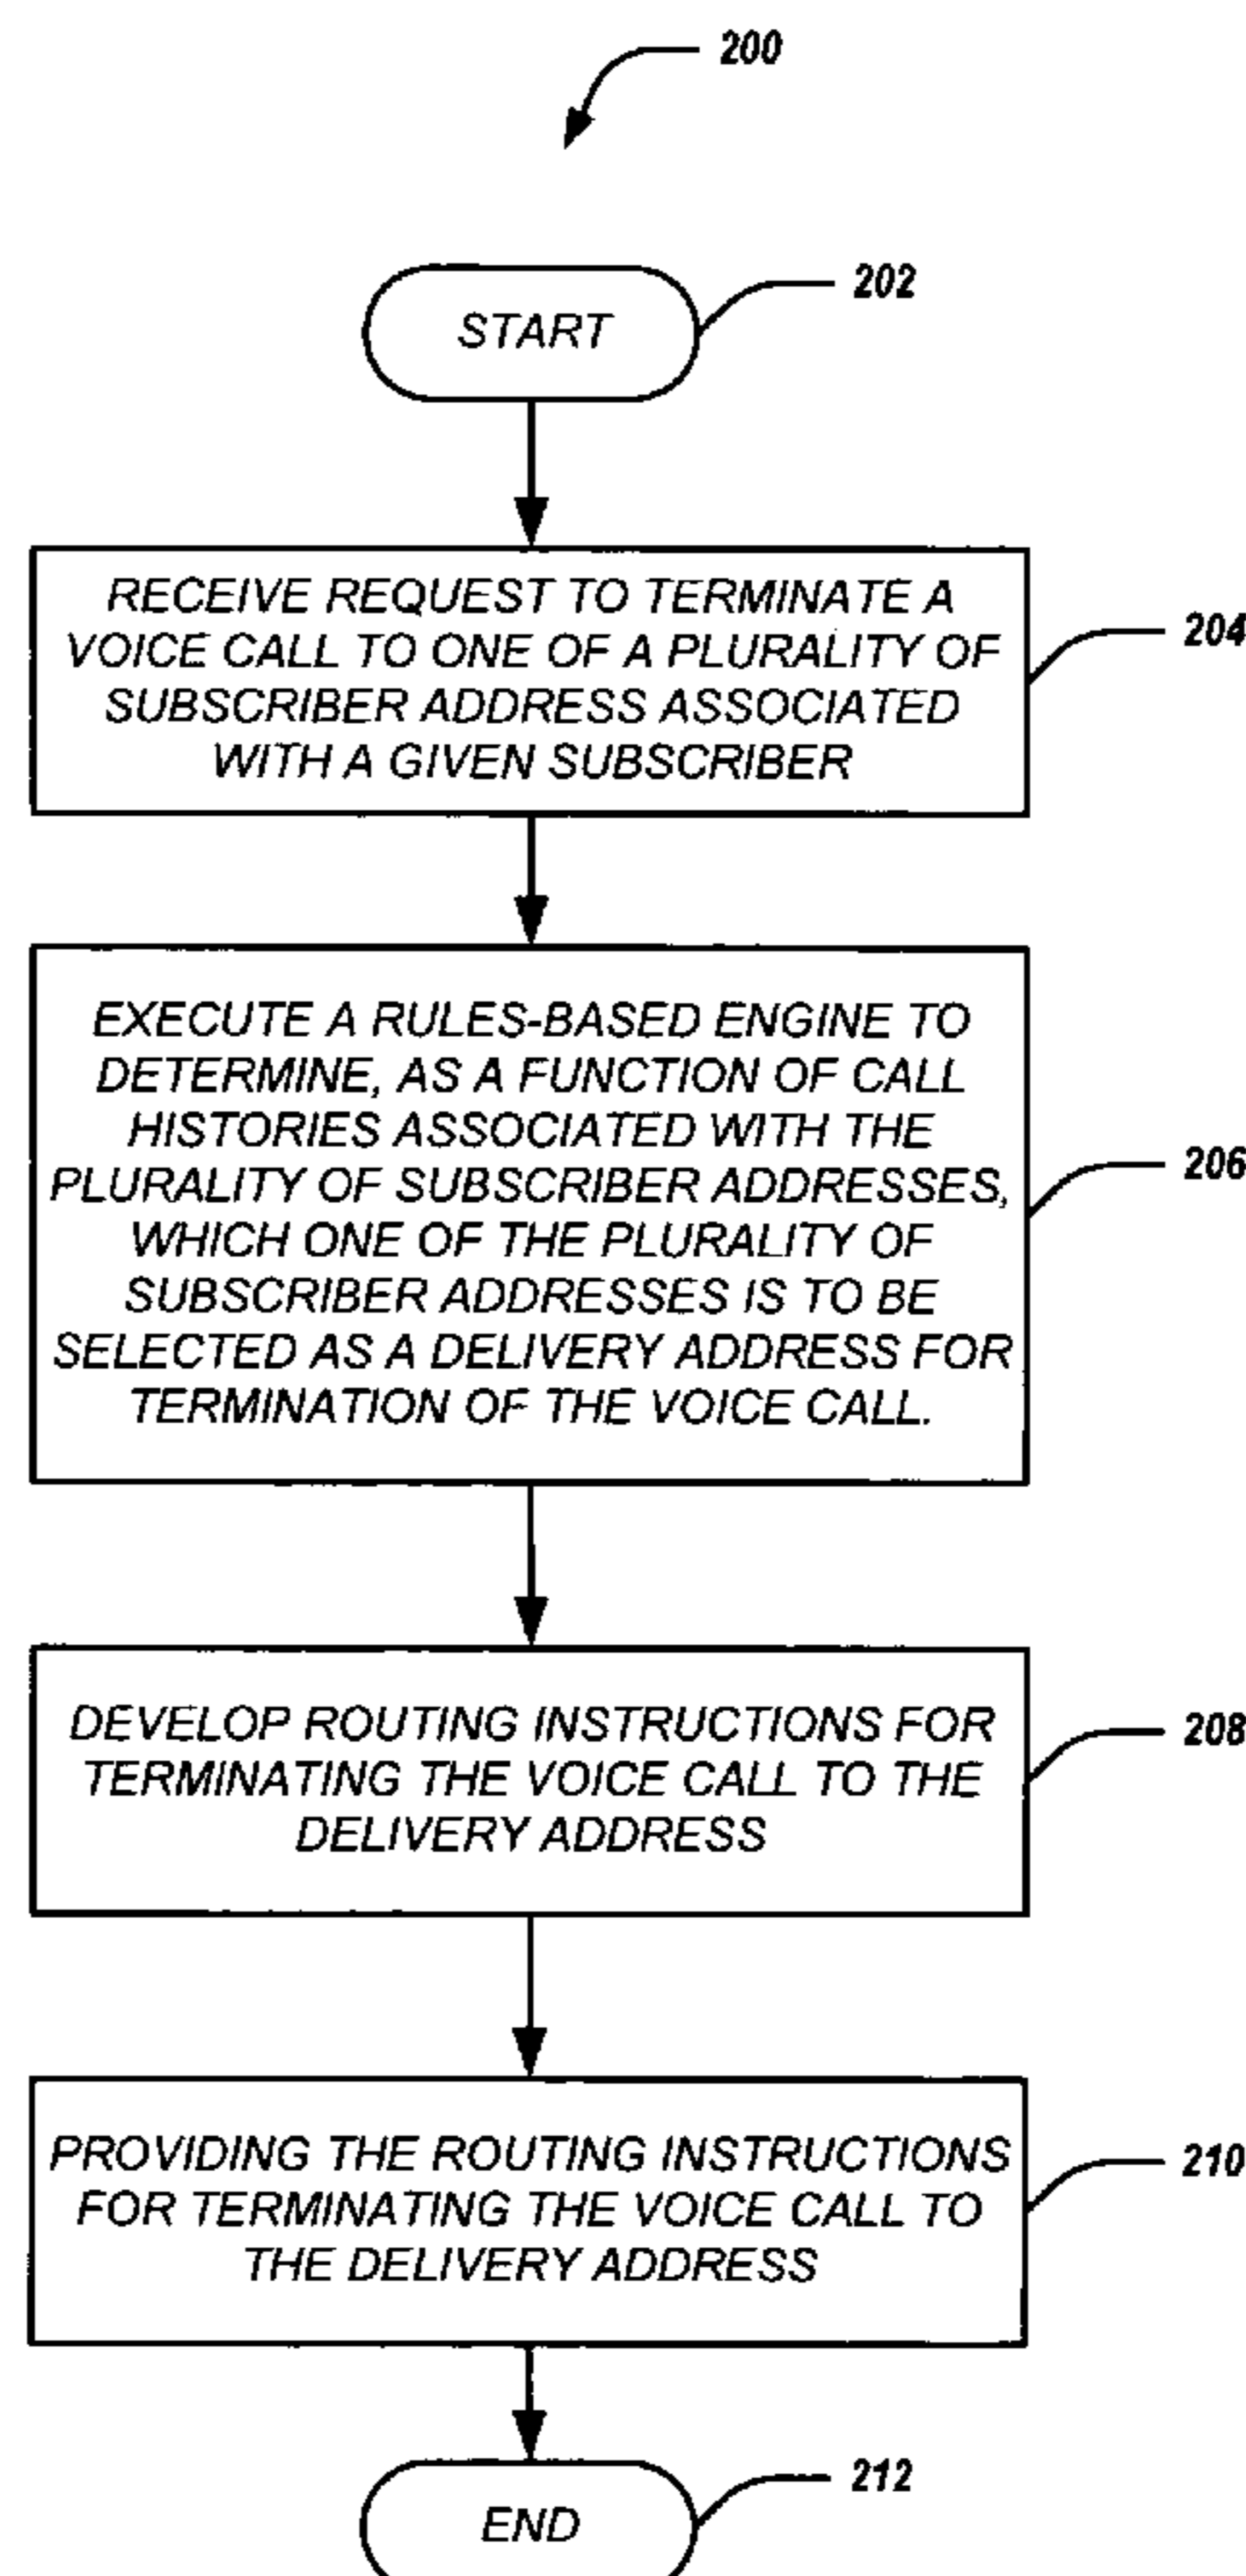 200
START
202
RECEIVE REQUEST TO TERMINATE A
VOICE CALL TO ONE OF A PLURALITY OF
SUBSCRIBER ADDRESS ASSOCIATED
WITH A GIVEN SUBSCRIBER
204
EXECUTE A RULES-BASED ENGINE TO
DETERMINE, AS A FUNCTION OF CALL
HISTORIES ASSOCIATED WITH THE
PLURALITY OF SUBSCRIBER ADDRESSES,
WHICH ONE OF THE PLURALITY OF
SUBSCRIBER ADDRESSES IS TO BE
SELECTED AS A DELIVERY ADDRESS FOR
TERMINATION OF THE VOICE CALL.
206
DEVELOP ROUTING INSTRUCTIONS FOR
TERMINATING THE VOICE CALL TO THE
DELIVERY ADDRESS
208
PROVIDING THE ROUTING INSTRUCTIONS
FOR TERMINATING THE VOICE CALL TO
THE DELIVERY ADDRESS
210
END
212